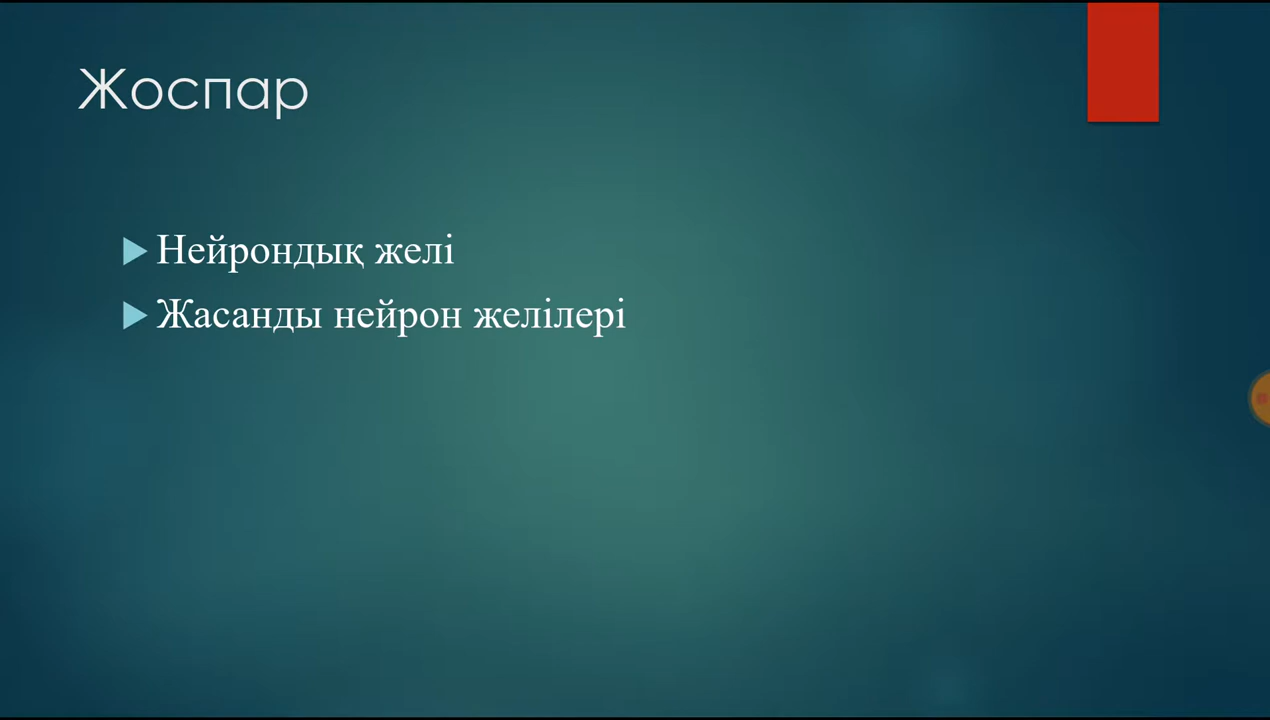 Жоспар
Нейрондық желі
Жасанды нейрон желілері